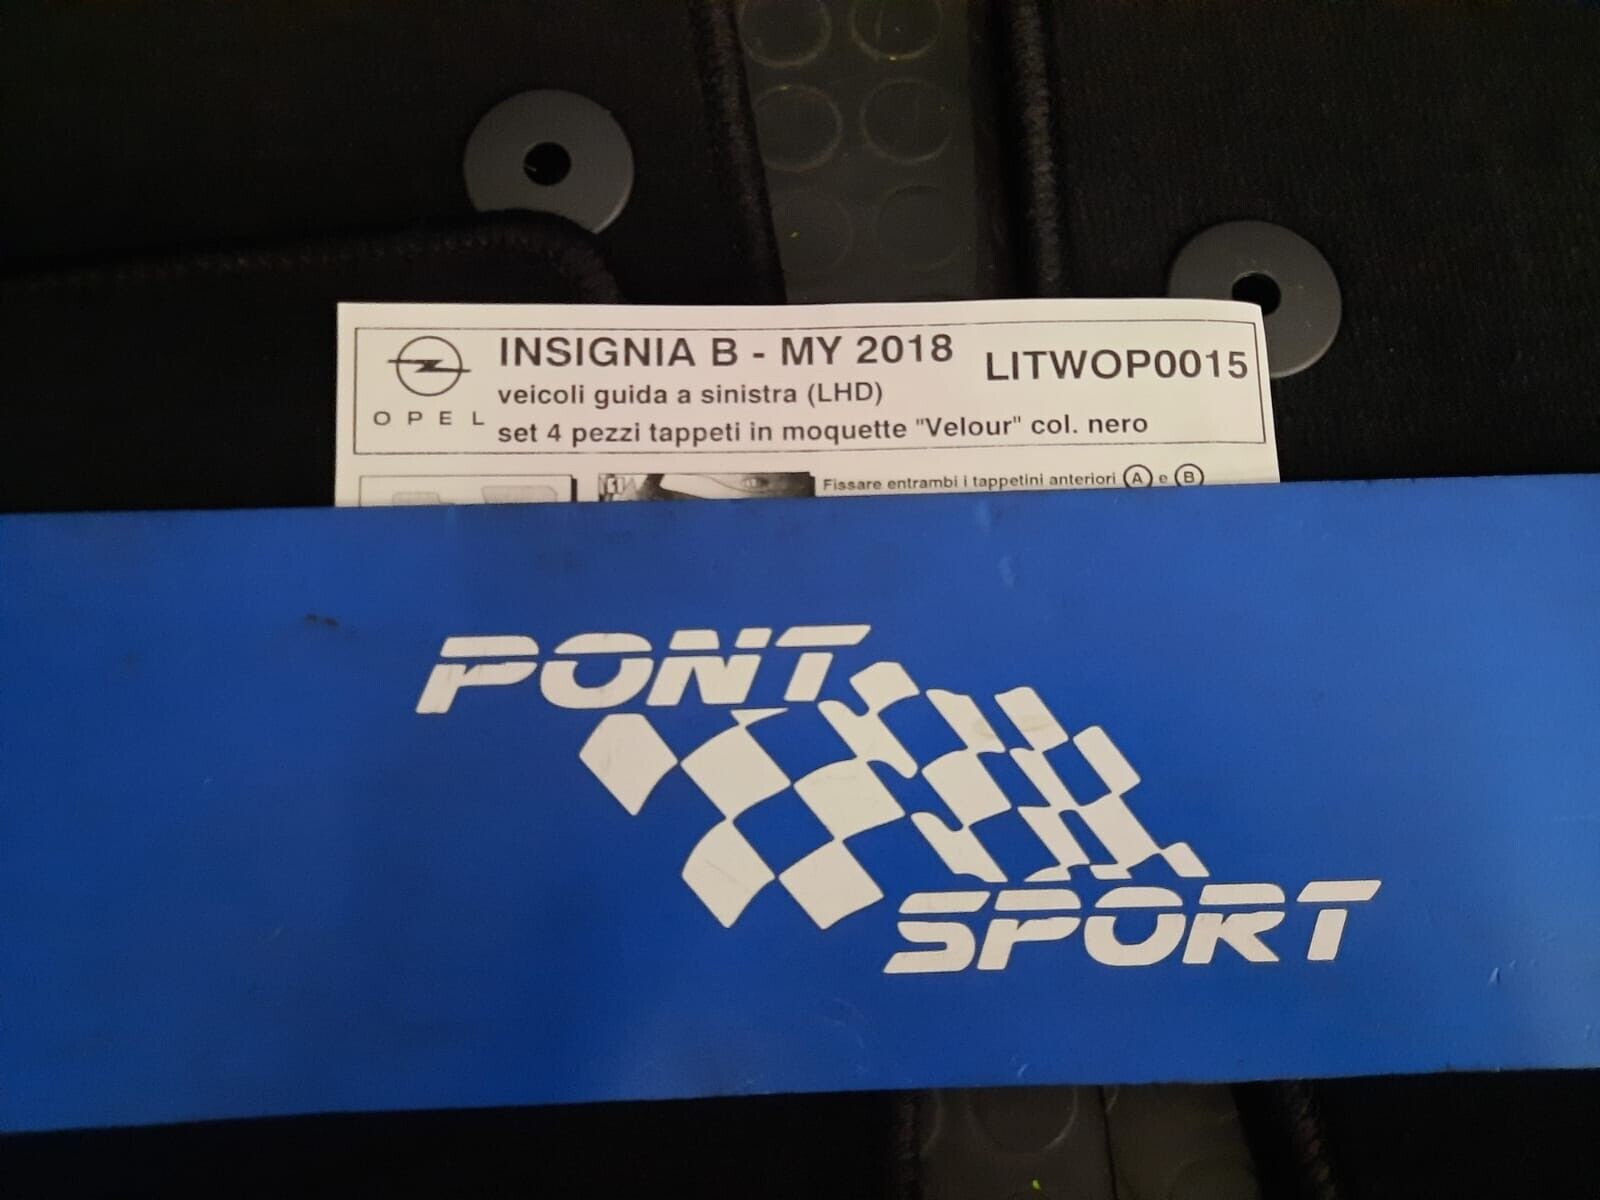 INSIGNIA B - MY 2018
LITWOP0015
veicoli guida a sinistra (LHD)
OPEL
set 4 pezzi tappeti in moquette "Velour" col. nero
Fissare entrambi i tappetini anteriori A e B
PONT
SPORT